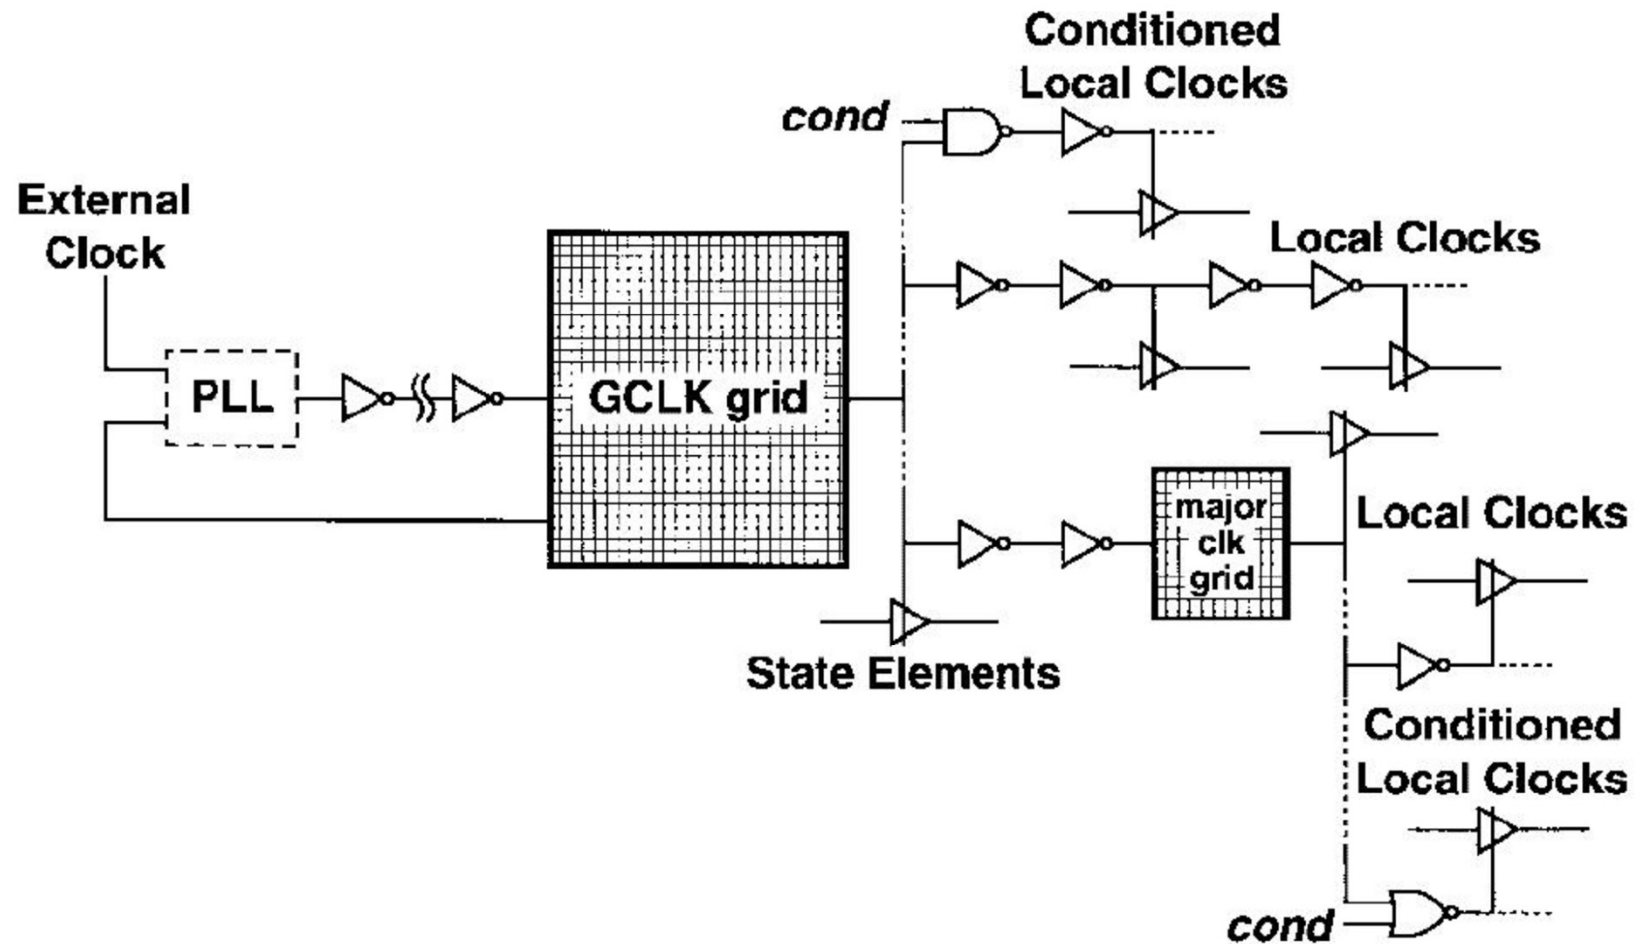 Conditioned
Local Clocks
cond
External
Clock
Local Clocks
PLL
GCLK grid
major
clk
grid
Local Clocks
State Elements
Conditioned
Local Clocks
cond